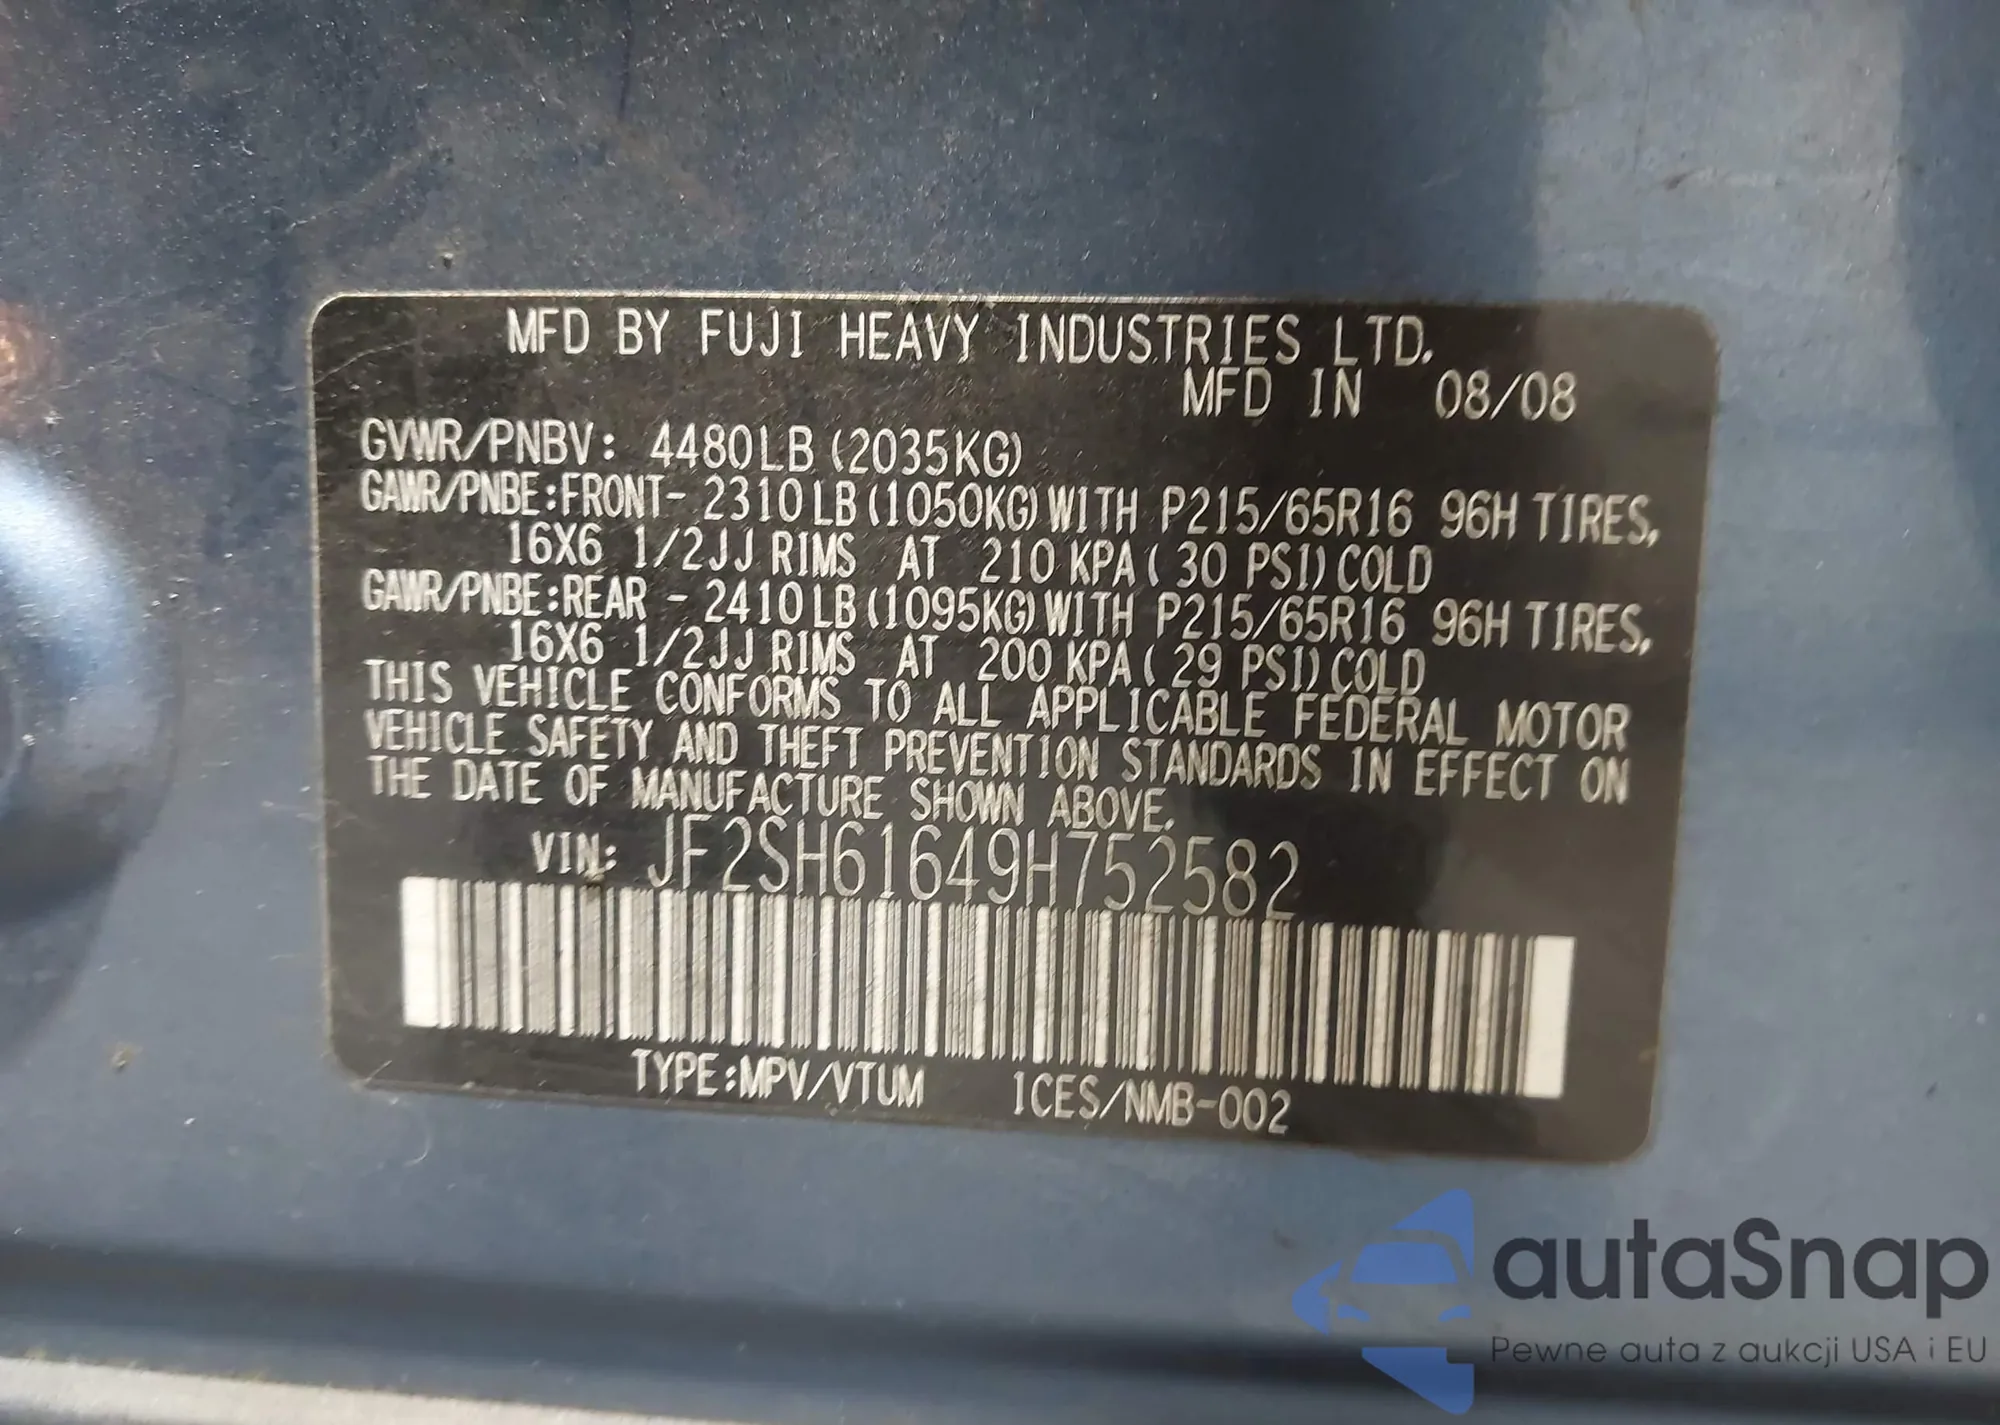 MFD BY FUJI HEAVY INDUSTRIES LTD.
MFD IN 08/08
GVWR/PNBV: 4480LB (2035KG)
GAWR/PNBE:FRONT- 2310LB (1050KG) WITH P215/65R16 96H TIRES,
16X6 1/2JJ RIMS AT 210 KPA ( 30 PSI) COLD
GAWR/PNBE:REAR - 2410LB (1095KG) WITH P215/65R16 96H TIRES,
16X6 1/2JJ RIMS AT 200 KPA ( 29 PSI) COLD
THIS VEHICLE CONFORMS TO ALL APPLICABLE FEDERAL MOTOR
VEHICLE SAFETY AND THEFT PREVENTION STANDARDS IN EFFECT ON
THE DATE OF MANUFACTURE SHOWN ABOVE.
VIN: JF2SH61649H752582
TYPE:MPV/VTUM ICES/NMB-002
autaSnap
Pewne auta z aukcji USA i EU